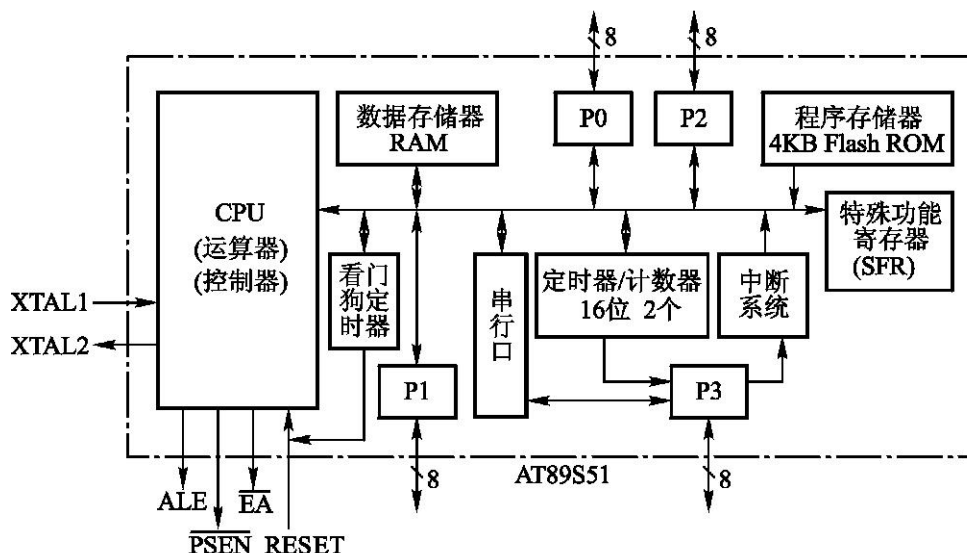 8
8
数据存储器
RAM
P0
P2
程序存储器
4KB Flash ROM
CPU
(运算器)
(控制器)
特殊功能
寄存器
(SFR)
看门
狗定
时器
串
行
口
定时器/计数器
16位 2个
中断
系统
XTAL1
XTAL2
P1
P3
8
AT89S51
8
ALE
EA
PSEN
RESET